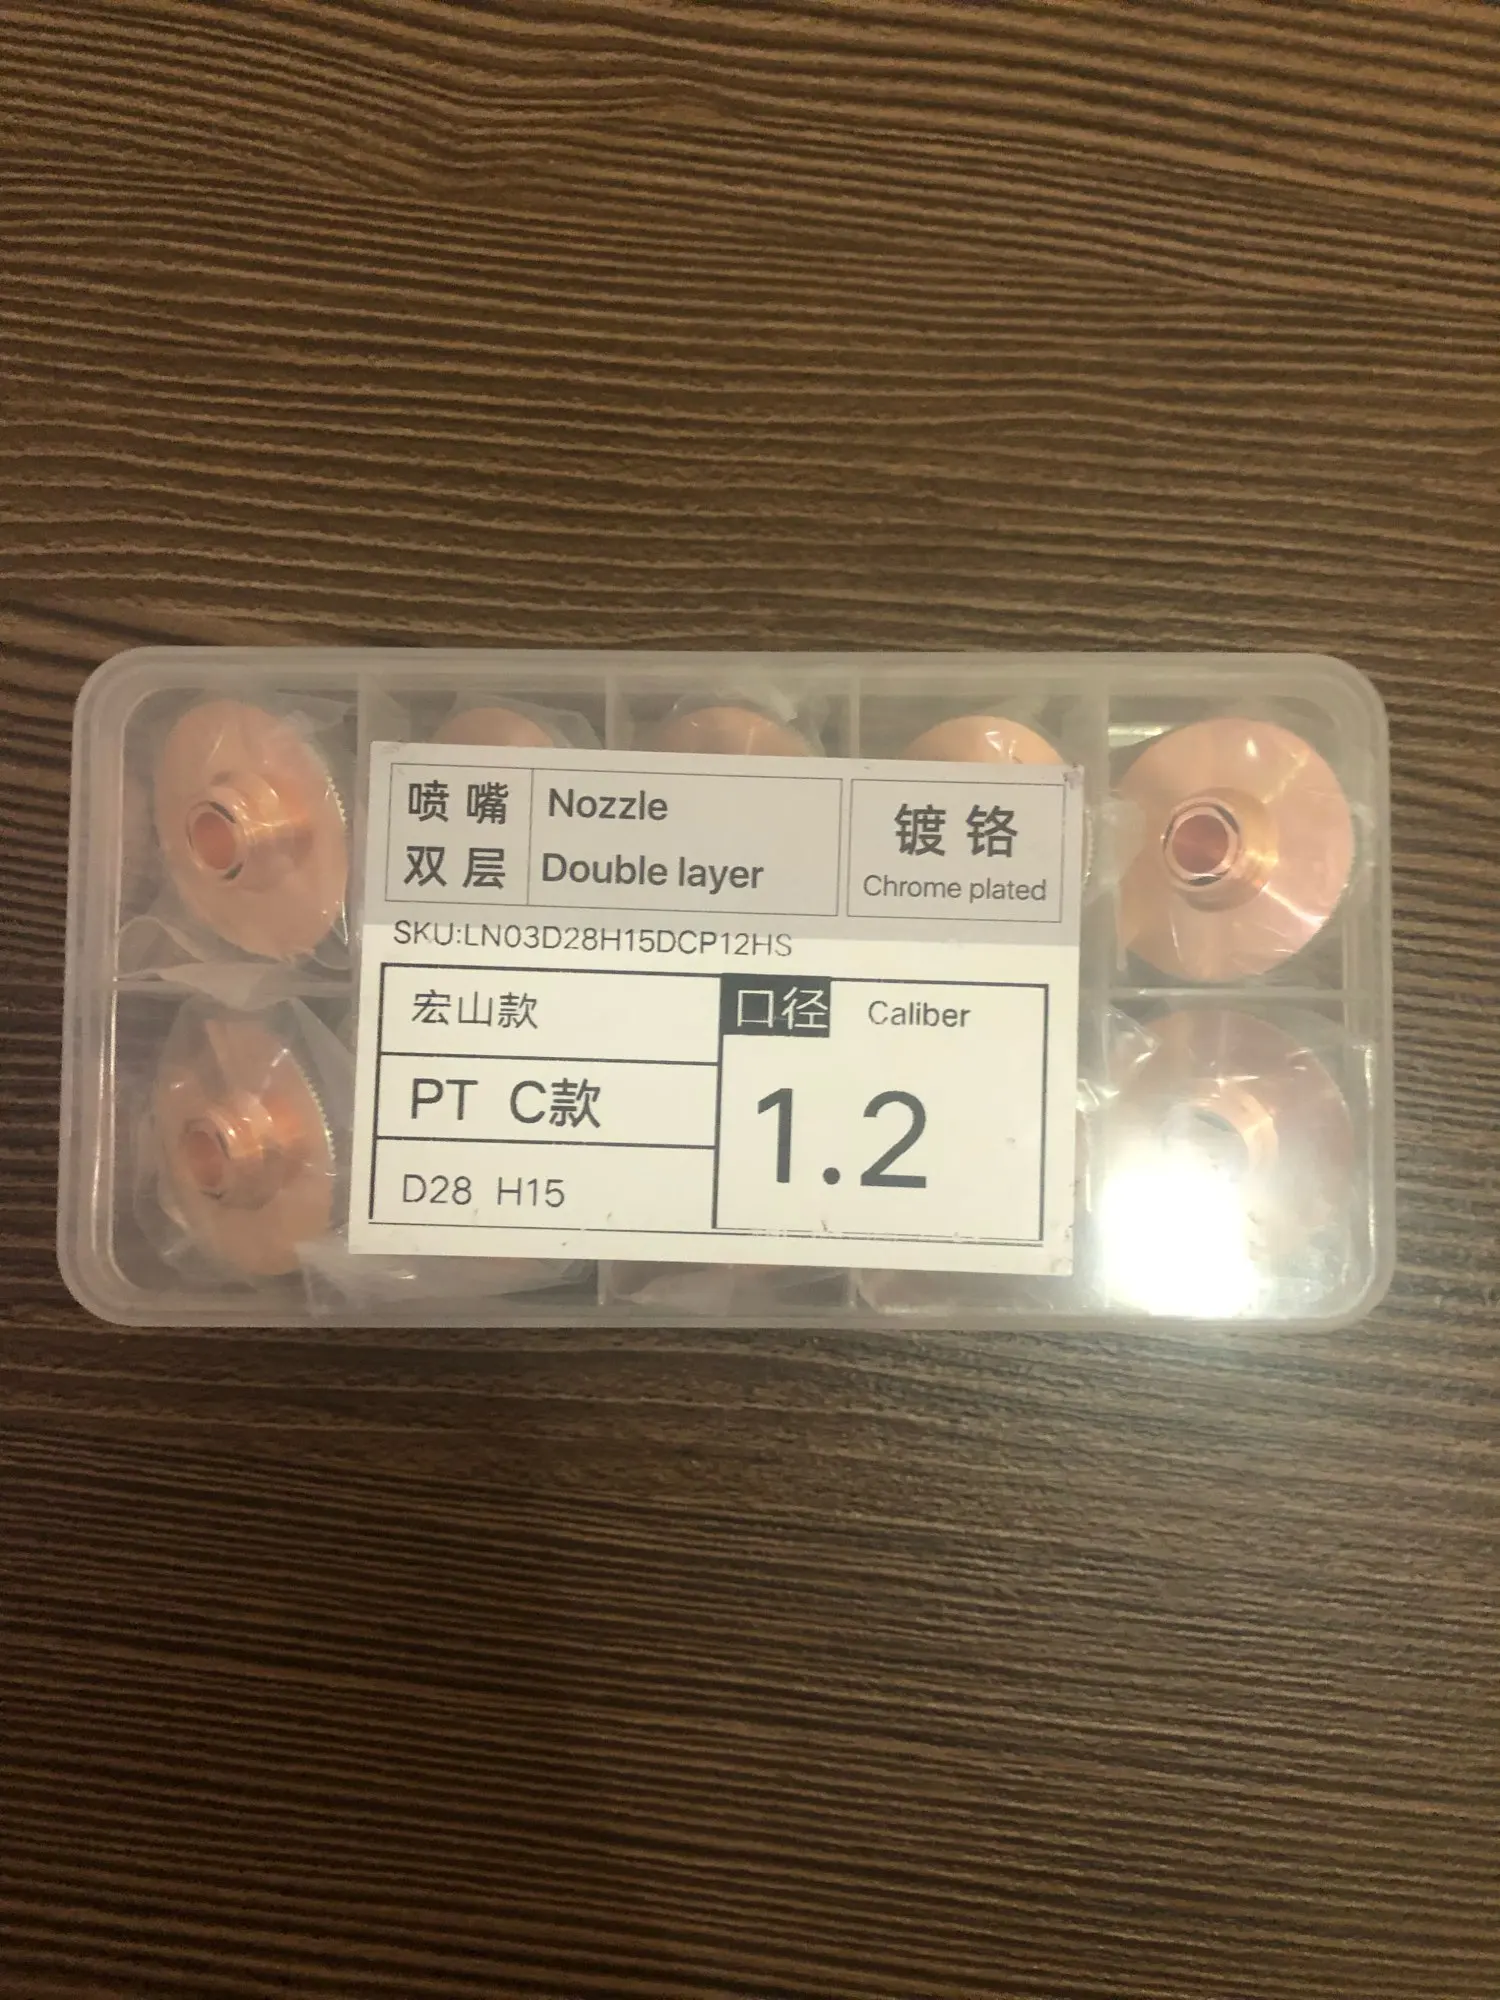 喷嘴 Nozzle
双层 Double layer
镀铬
Chrome plated
SKU:LN03D28H15DCP12HS
宏山款
PT C款
D28 H15
口径 Caliber
1.2